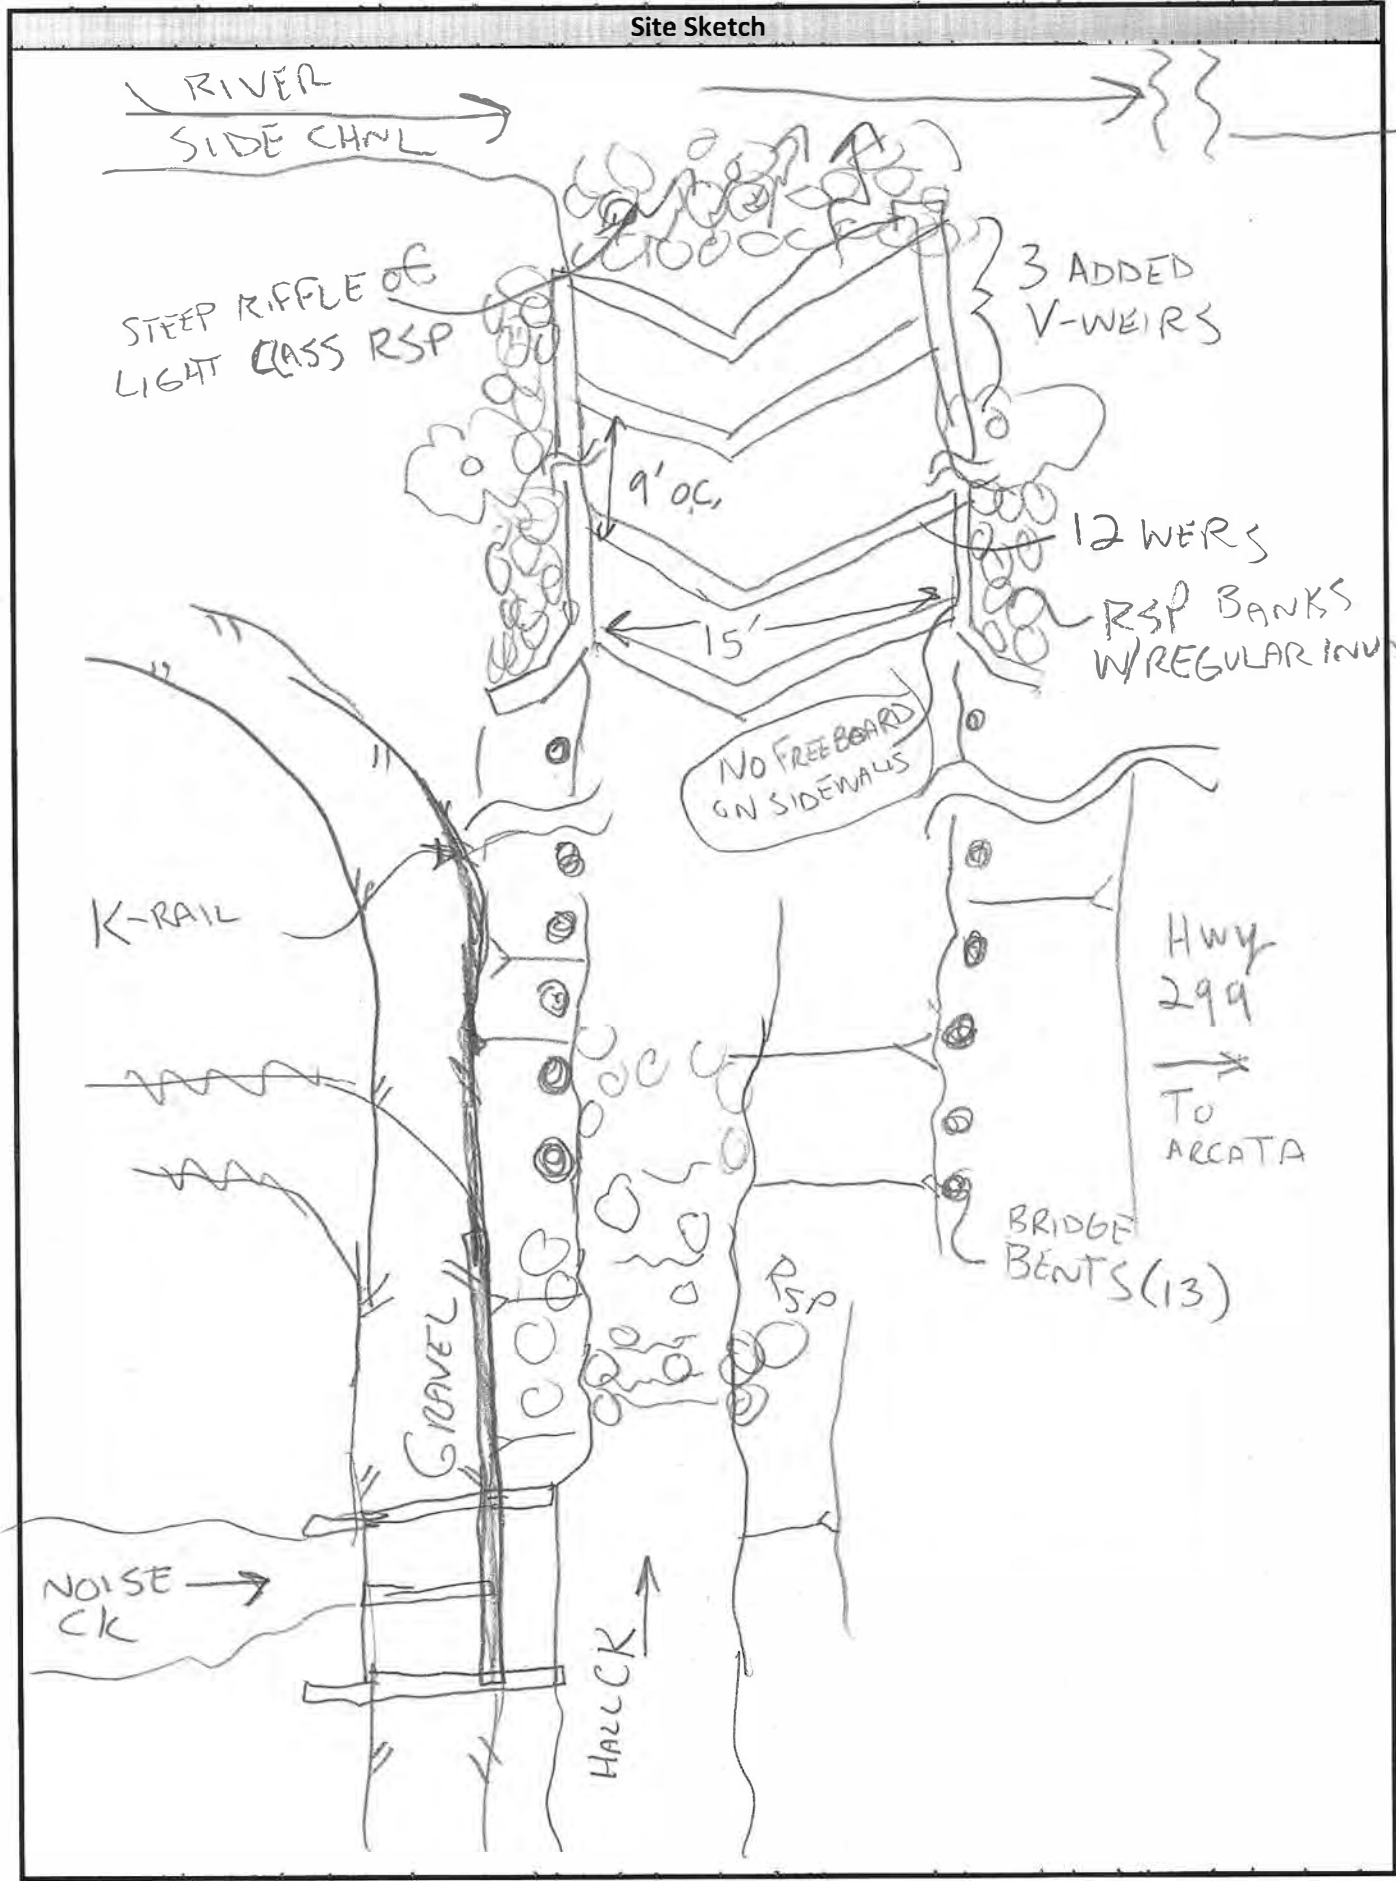 Site Sketch
RIVER
SIDE CHNL
STEEP RIFFLE OF
LIGHT CLASS RSP
3 ADDED
V-WEIRS
9' O.C.
12 WERS
RSP BANKS
W/REGULAR INV
15'
NO FREEBOARD
ON SIDEWALLS
K-RAIL
HWY
299
TO
ARCATA
BRIDGE
BENTS (13)
RSP
GRAVEL
NOISE
CK
HALL CK